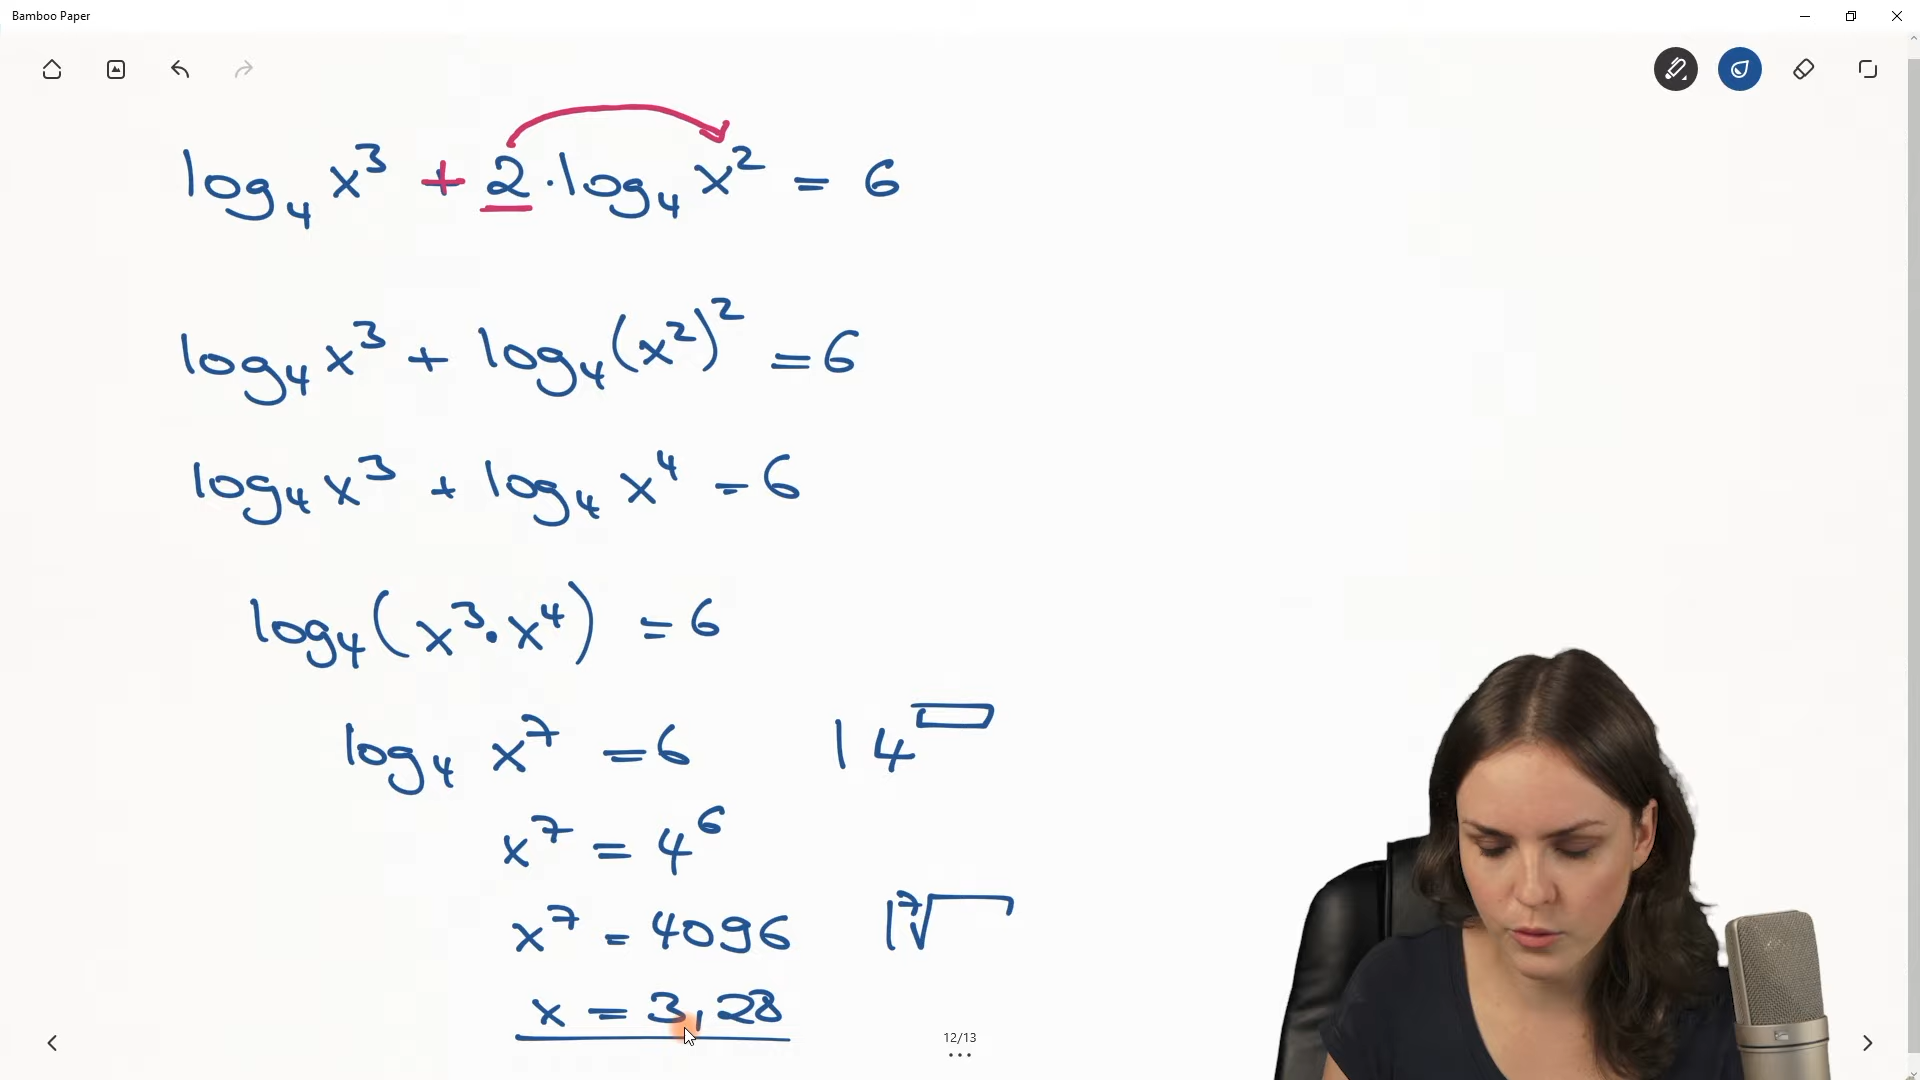 Bamboo Paper
log₄ x³ + 2 · log₄ x² = 6
log₄ x³ + log₄ (x²)² = 6
log₄ x³ + log₄ x⁴ = 6
log₄ (x³ · x⁴) = 6
log₄ x⁷ = 6 | 4^▭
x⁷ = 4⁶
x⁷ = 4096 | ⁷√
x = 3,28
12/13